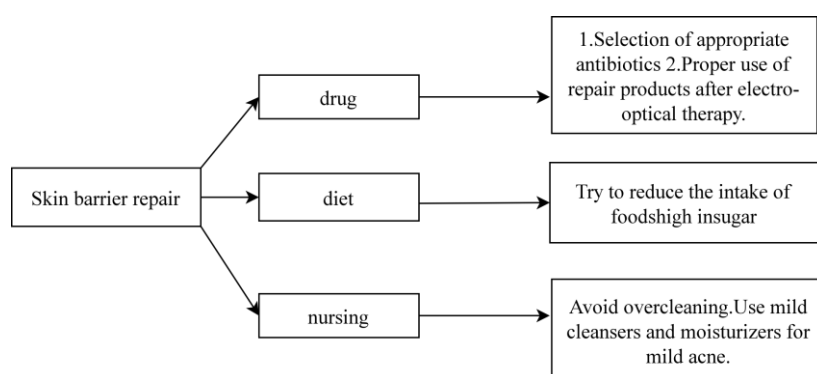 1.Selection of appropriate
antibiotics 2.Proper use of
repair products after electro-
optical therapy.
drug
Skin barrier repair
diet
Try to reduce the intake of
foodshigh insugar
nursing
Avoid overcleaning.Use mild
cleansers and moisturizers for
mild acne.